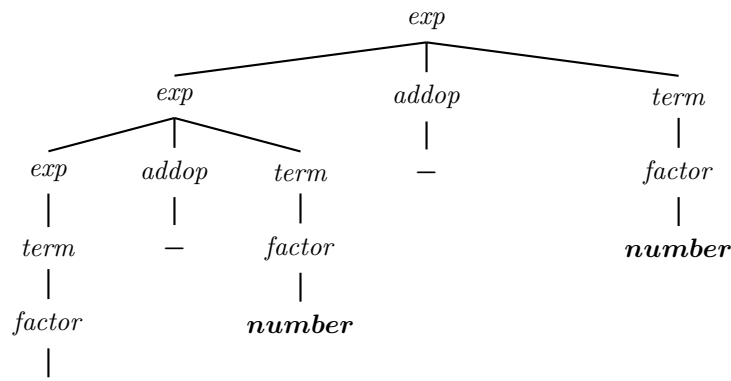 exp
exp addop term
exp addop term − factor
term − factor number
factor number